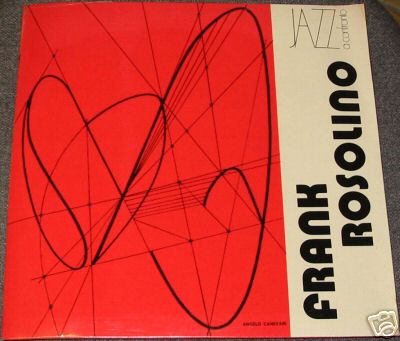 JAZZ
a confronto
FRANK
ROSOLINO
ANGELO CANEVARI